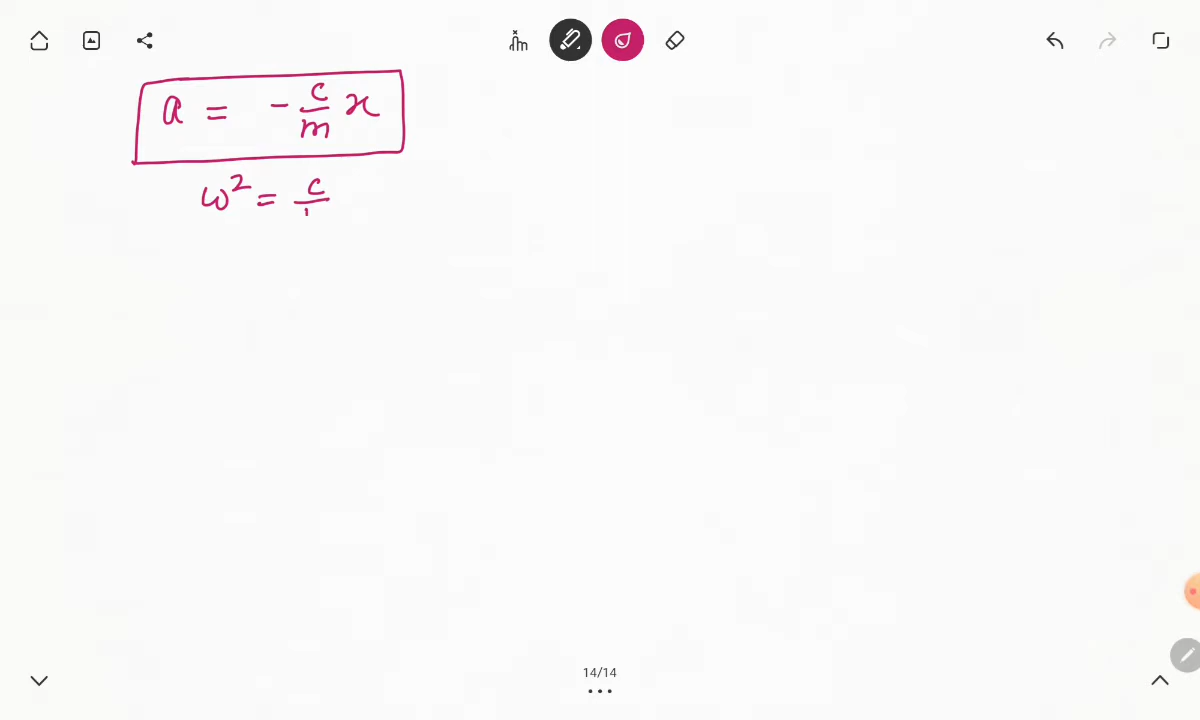 a = - c/m x
ω² = c/
14/14